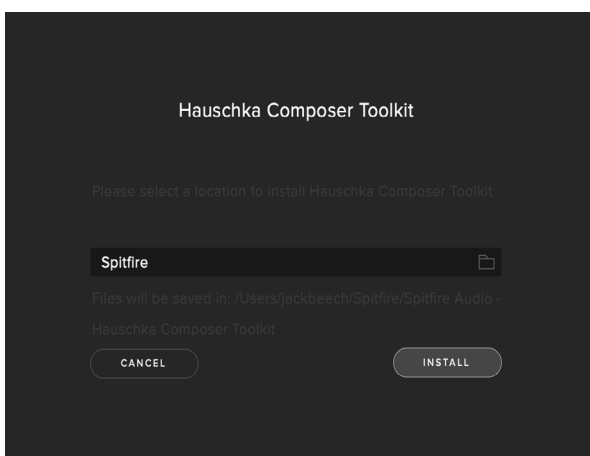 Hauschka Composer Toolkit
Please select a location to install Hauschka Composer Toolkit
Spitfire
Files will be saved in: /Users/jackbeech/Spitfire/Spitfire Audio -
Hauschka Composer Toolkit
CANCEL
INSTALL